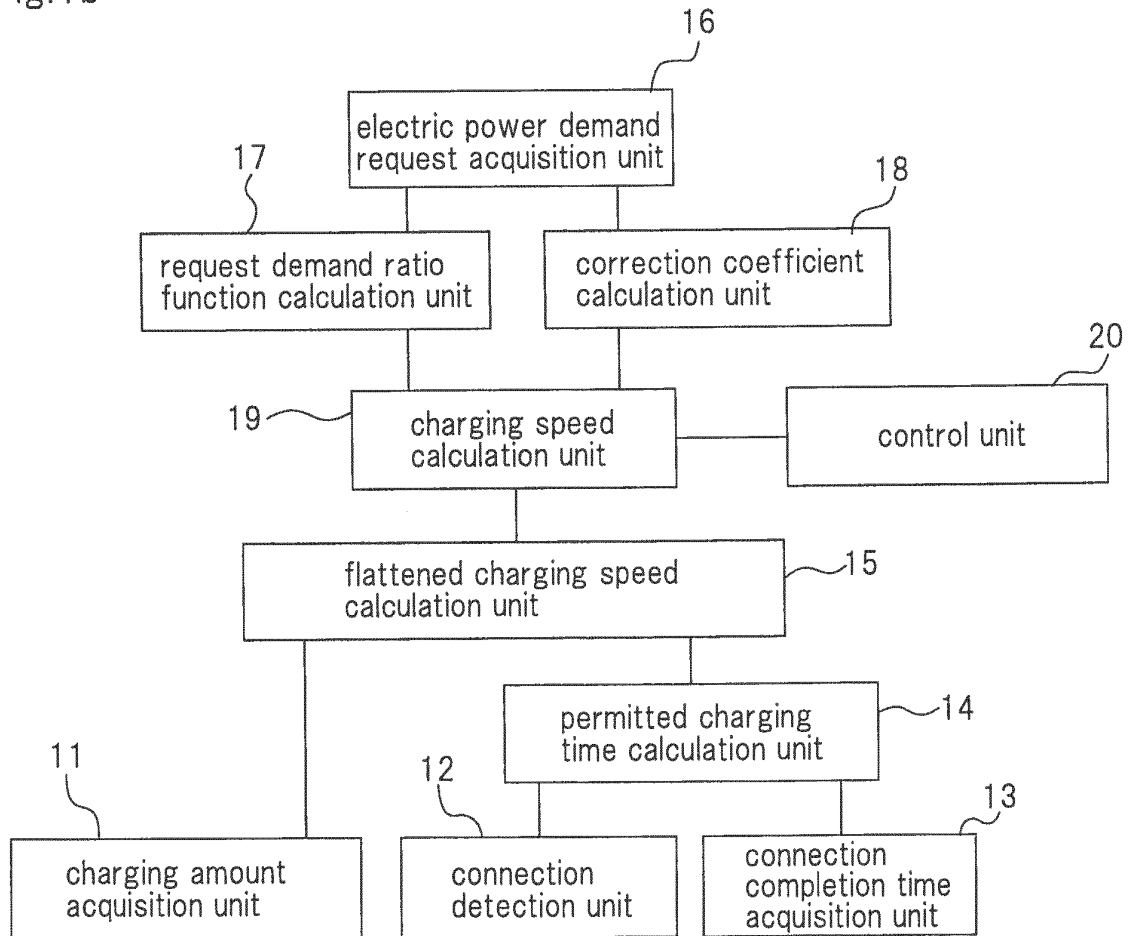 16
electric power demand
request acquisition unit
17
18
request demand ratio
function calculation unit
correction coefficient
calculation unit
20
19
charging speed
calculation unit
control unit
flattened charging speed
calculation unit
15
permitted charging
time calculation unit
14
11
12
13
charging amount
acquisition unit
connection
detection unit
connection
completion time
acquisition unit